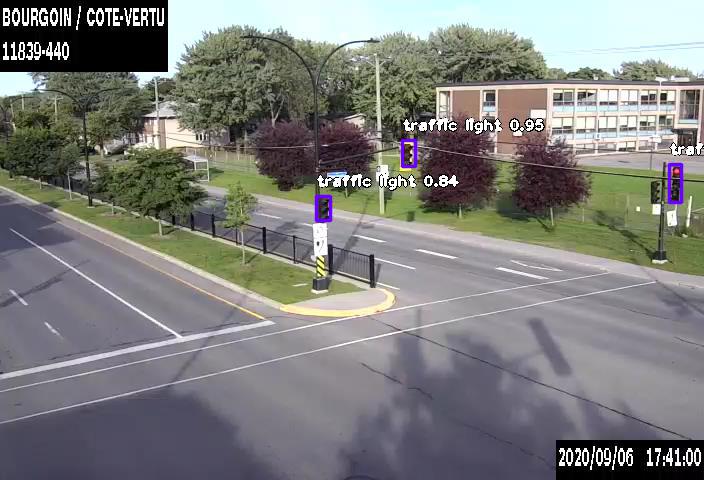 BOURGOIN / COTE-VERTU
11839-440
traffic light 0.95
traf
traffic light 0.84
2020/09/06 17:41:00